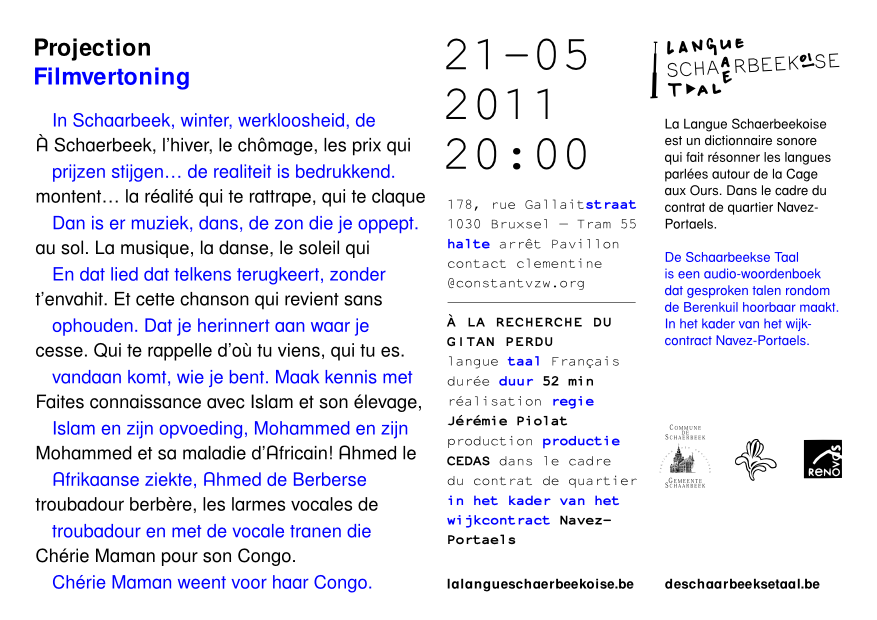 Projection
Filmvertoning
In Schaarbeek, winter, werkloosheid, de
À Schaerbeek, l'hiver, le chômage, les prix qui
prijzen stijgen… de realiteit is bedrukkend.
montent… la réalité qui te rattrape, qui te claque
Dan is er muziek, dans, de zon die je oppept.
au sol. La musique, la danse, le soleil qui
En dat lied dat telkens terugkeert, zonder
t'envahit. Et cette chanson qui revient sans
ophouden. Dat je herinnert aan waar je
cesse. Qui te rappelle d'où tu viens, qui tu es.
vandaan komt, wie je bent. Maak kennis met
Faites connaissance avec Islam et son élevage,
Islam en zijn opvoeding, Mohammed en zijn
Mohammed et sa maladie d'Africain! Ahmed le
Afrikaanse ziekte, Ahmed de Berberse
troubadour berbère, les larmes vocales de
troubadour en met de vocale tranen die
Chérie Maman pour son Congo.
Chérie Maman weent voor haar Congo.
21–05
2011
20:00
178, rue Gallaitstraat
1030 Bruxsel – Tram 55
halte arrêt Pavillon
contact clementine
@constantvzw.org
À LA RECHERCHE DU
GITAN PERDU
langue taal Français
durée duur 52 min
réalisation regie
Jérémie Piolat
production productie
CEDAS dans le cadre
du contrat de quartier
in het kader van het
wijkcontract Navez-
Portaels
lalangueschaerbeekoise.be
LANGUE
SCHAARBEEKOISE
TAAL
La Langue Schaerbeekoise
est un dictionnaire sonore
qui fait résonner les langues
parlées autour de la Cage
aux Ours. Dans le cadre du
contrat de quartier Navez-
Portaels.
De Schaarbeekse Taal
is een audio-woordenboek
dat gesproken talen rondom
de Berenkuil hoorbaar maakt.
In het kader van het wijk-
contract Navez-Portaels.
COMMUNE
DE
SCHAERBEEK
GEMEENTE
SCHAARBEEK
RENOVAS
deschaarbeeksetaal.be